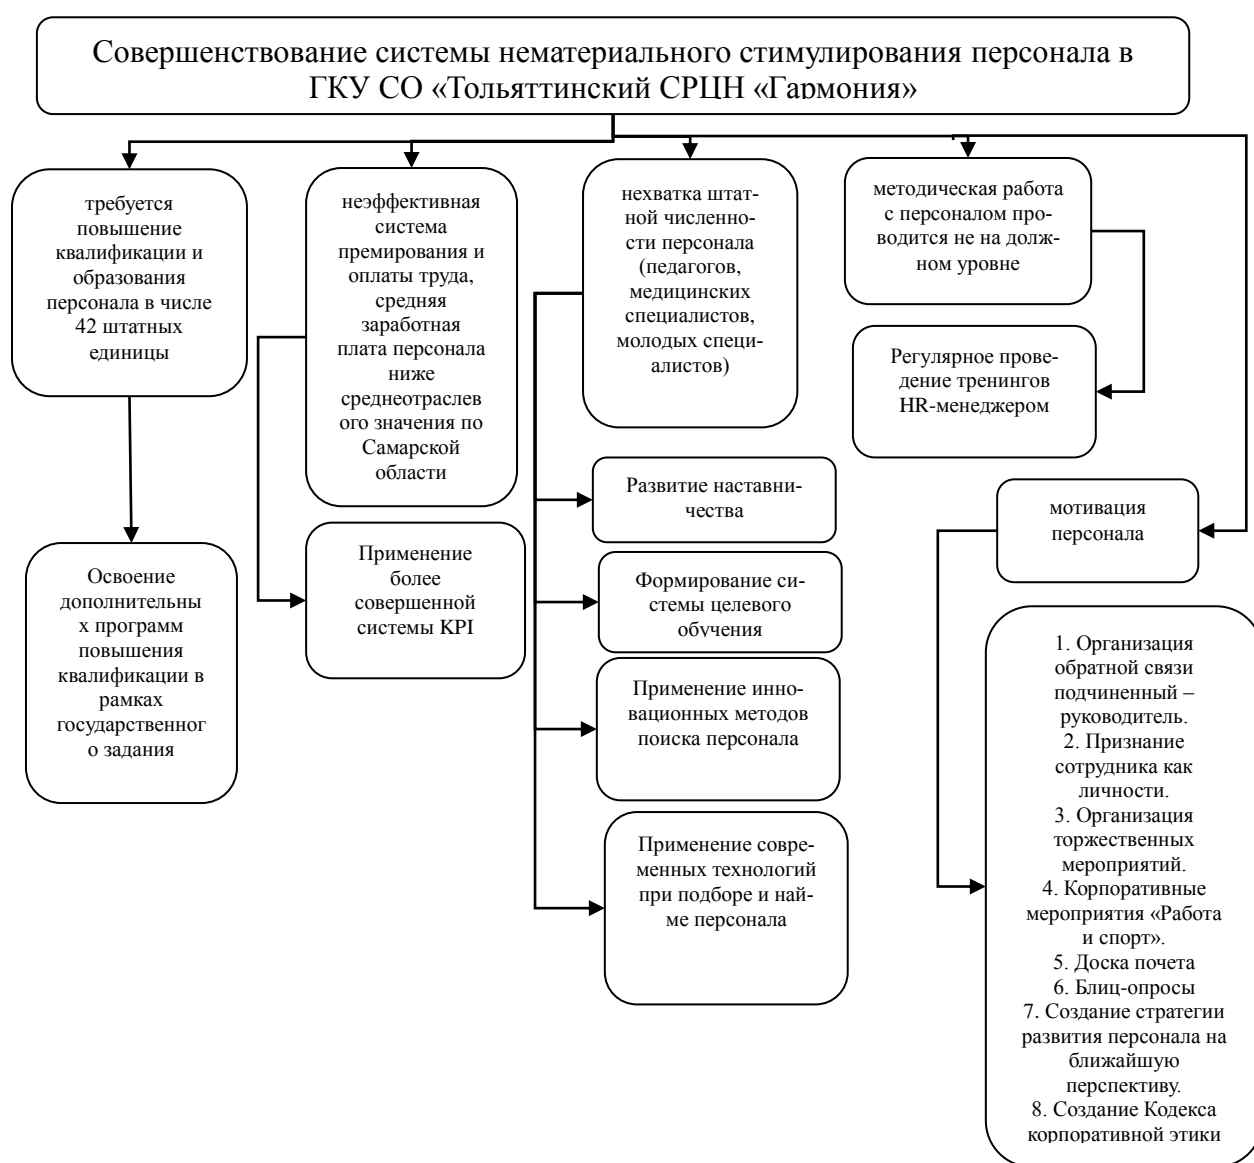 Совершенствование системы нематериального стимулирования персонала в
ГКУ СО «Тольяттинский СРЦН «Гармония»
требуется
повышение
квалификации и
образования
персонала в числе
42 штатных
единицы
неэффективная
система
премирования и
оплаты труда,
средняя
заработная
плата персонала
ниже
среднеотраслев
ого значения по
Самарской
области
нехватка штат-
ной численно-
сти персонала
(педагогов,
медицинских
специалистов,
молодых специ-
алистов)
методическая работа
с персоналом про-
водится не на долж-
ном уровне
Регулярное прове-
дение тренингов
HR-менеджером
Развитие наставни-
чества
мотивация
персонала
Освоение
дополнительны
х программ
повышения
квалификации в
рамках
государственног
о задания
Применение
более
совершенной
системы KPI
Формирование си-
стемы целевого
обучения
Применение инно-
вационных методов
поиска персонала
Применение совре-
менных технологий
при подборе и най-
ме персонала
1. Организация
обратной связи
подчиненный –
руководитель.
2. Признание
сотрудника как
личности.
3. Организация
торжественных
мероприятий.
4. Корпоративные
мероприятия «Работа
и спорт».
5. Доска почета
6. Блиц-опросы
7. Создание стратегии
развития персонала на
ближайшую
перспективу.
8. Создание Кодекса
корпоративной этики